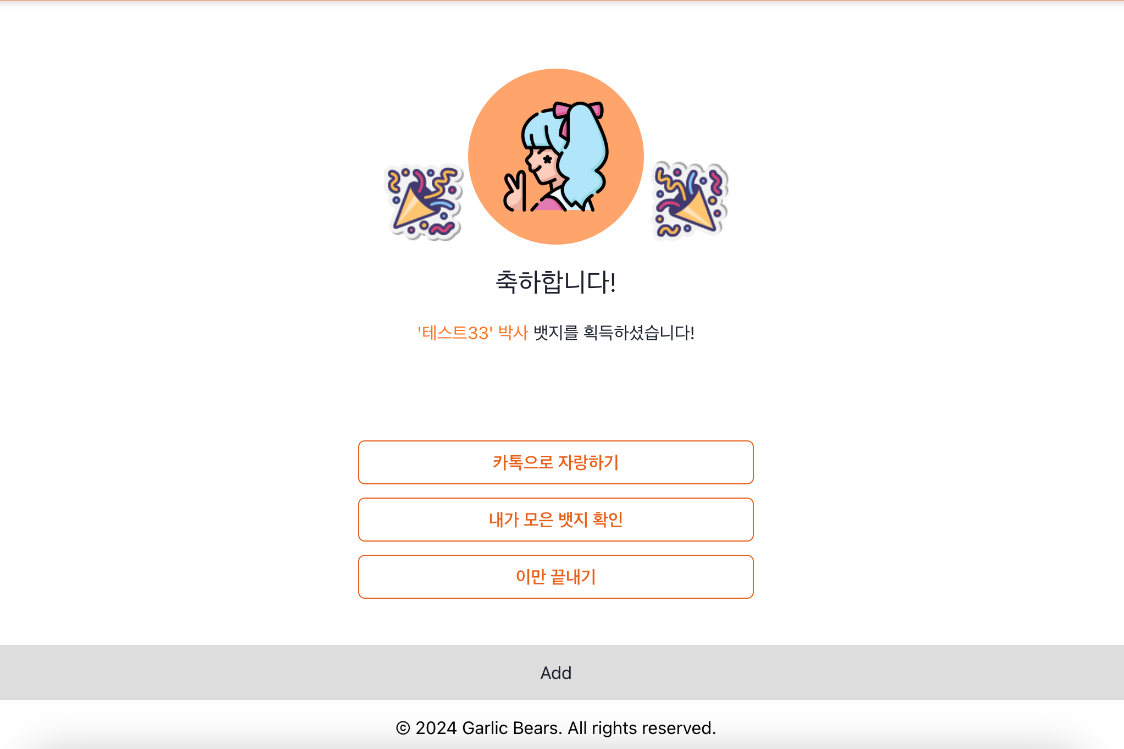 축하합니다!
'테스트33' 박사 뱃지를 획득하셨습니다!
카톡으로 자랑하기
내가 모은 뱃지 확인
이만 끝내기
Add
© 2024 Garlic Bears. All rights reserved.